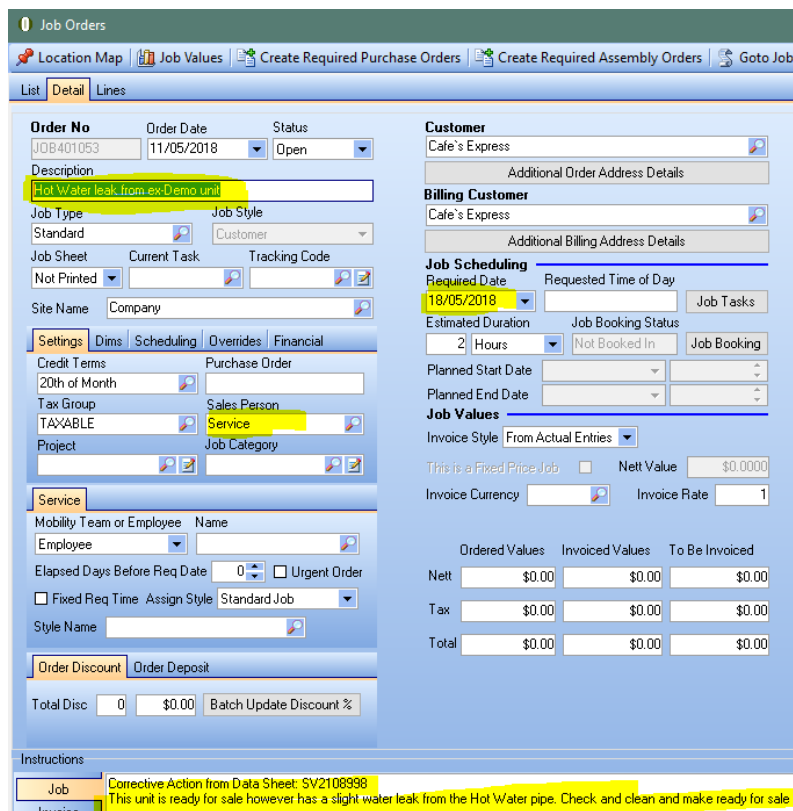 Job Orders
Location Map Job Values Create Required Purchase Orders Create Required Assembly Orders Goto Job
List Detail Lines
Order No Order Date Status
JOB401053 11/05/2018 Open
Description
Hot Water leak from ex-Demo unit
Job Type Job Style
Standard Customer
Job Sheet Current Task Tracking Code
Not Printed
Site Name Company
Settings Dims Scheduling Overrides Financial
Credit Terms Purchase Order
20th of Month
Tax Group Sales Person
TAXABLE Service
Project Job Category
Service
Mobility Team or Employee Name
Employee
Elapsed Days Before Req Date 0 Urgent Order
Fixed Req Time Assign Style Standard Job
Style Name
Order Discount Order Deposit
Total Disc 0 $0.00 Batch Update Discount %
Customer
Cafe`s Express
Additional Order Address Details
Billing Customer
Cafe`s Express
Additional Billing Address Details
Job Scheduling
Required Date Requested Time of Day
18/05/2018 Job Tasks
Estimated Duration Job Booking Status
2 Hours Not Booked In Job Booking
Planned Start Date
Planned End Date
Job Values
Invoice Style From Actual Entries
This is a Fixed Price Job Nett Value $0.0000
Invoice Currency Invoice Rate 1
Ordered Values Invoiced Values To Be Invoiced
Nett $0.00 $0.00 $0.00
Tax $0.00 $0.00 $0.00
Total $0.00 $0.00 $0.00
Instructions
Job Corrective Action from Data Sheet: SV2108998
This unit is ready for sale however has a slight water leak from the Hot Water pipe. Check and clean and make ready for sale